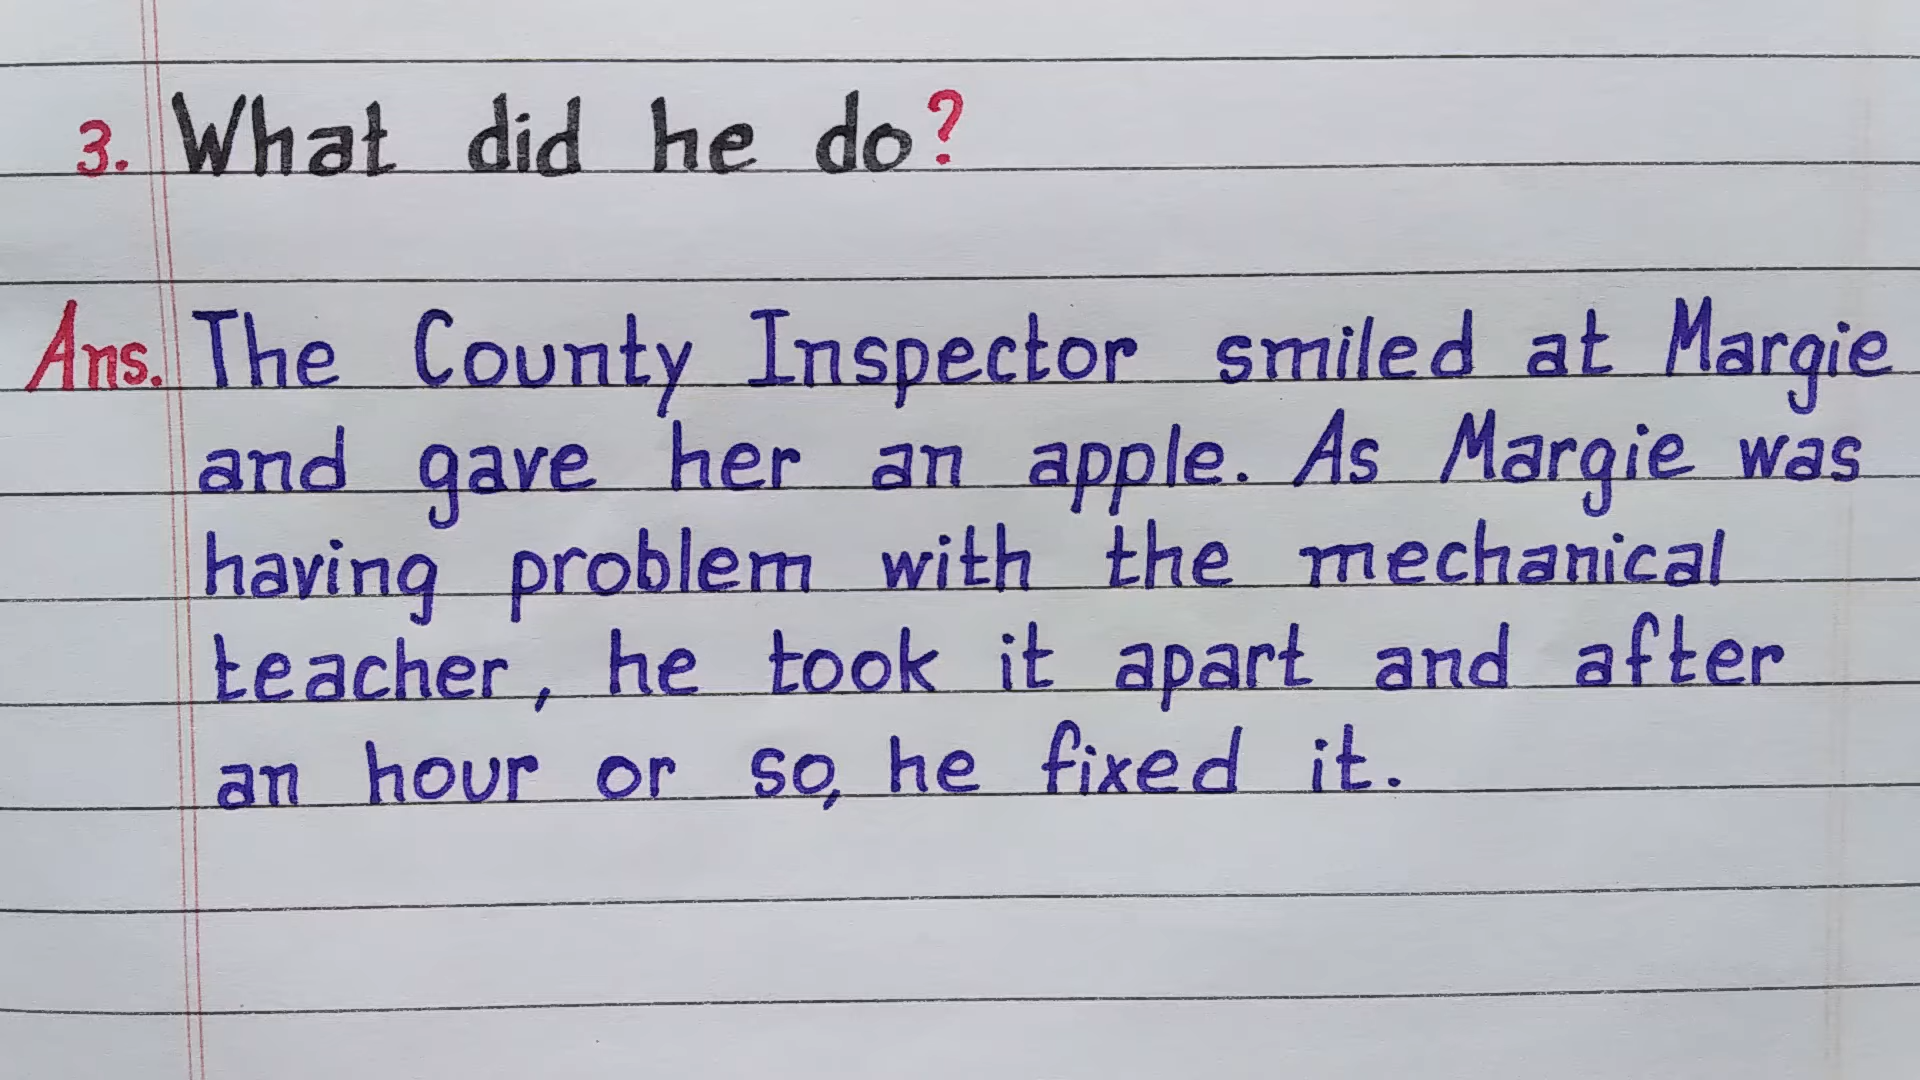 3. What did he do?
Ans. The County Inspector smiled at Margie
and gave her an apple. As Margie was
having problem with the mechanical
teacher, he took it apart and after
an hour or so, he fixed it.